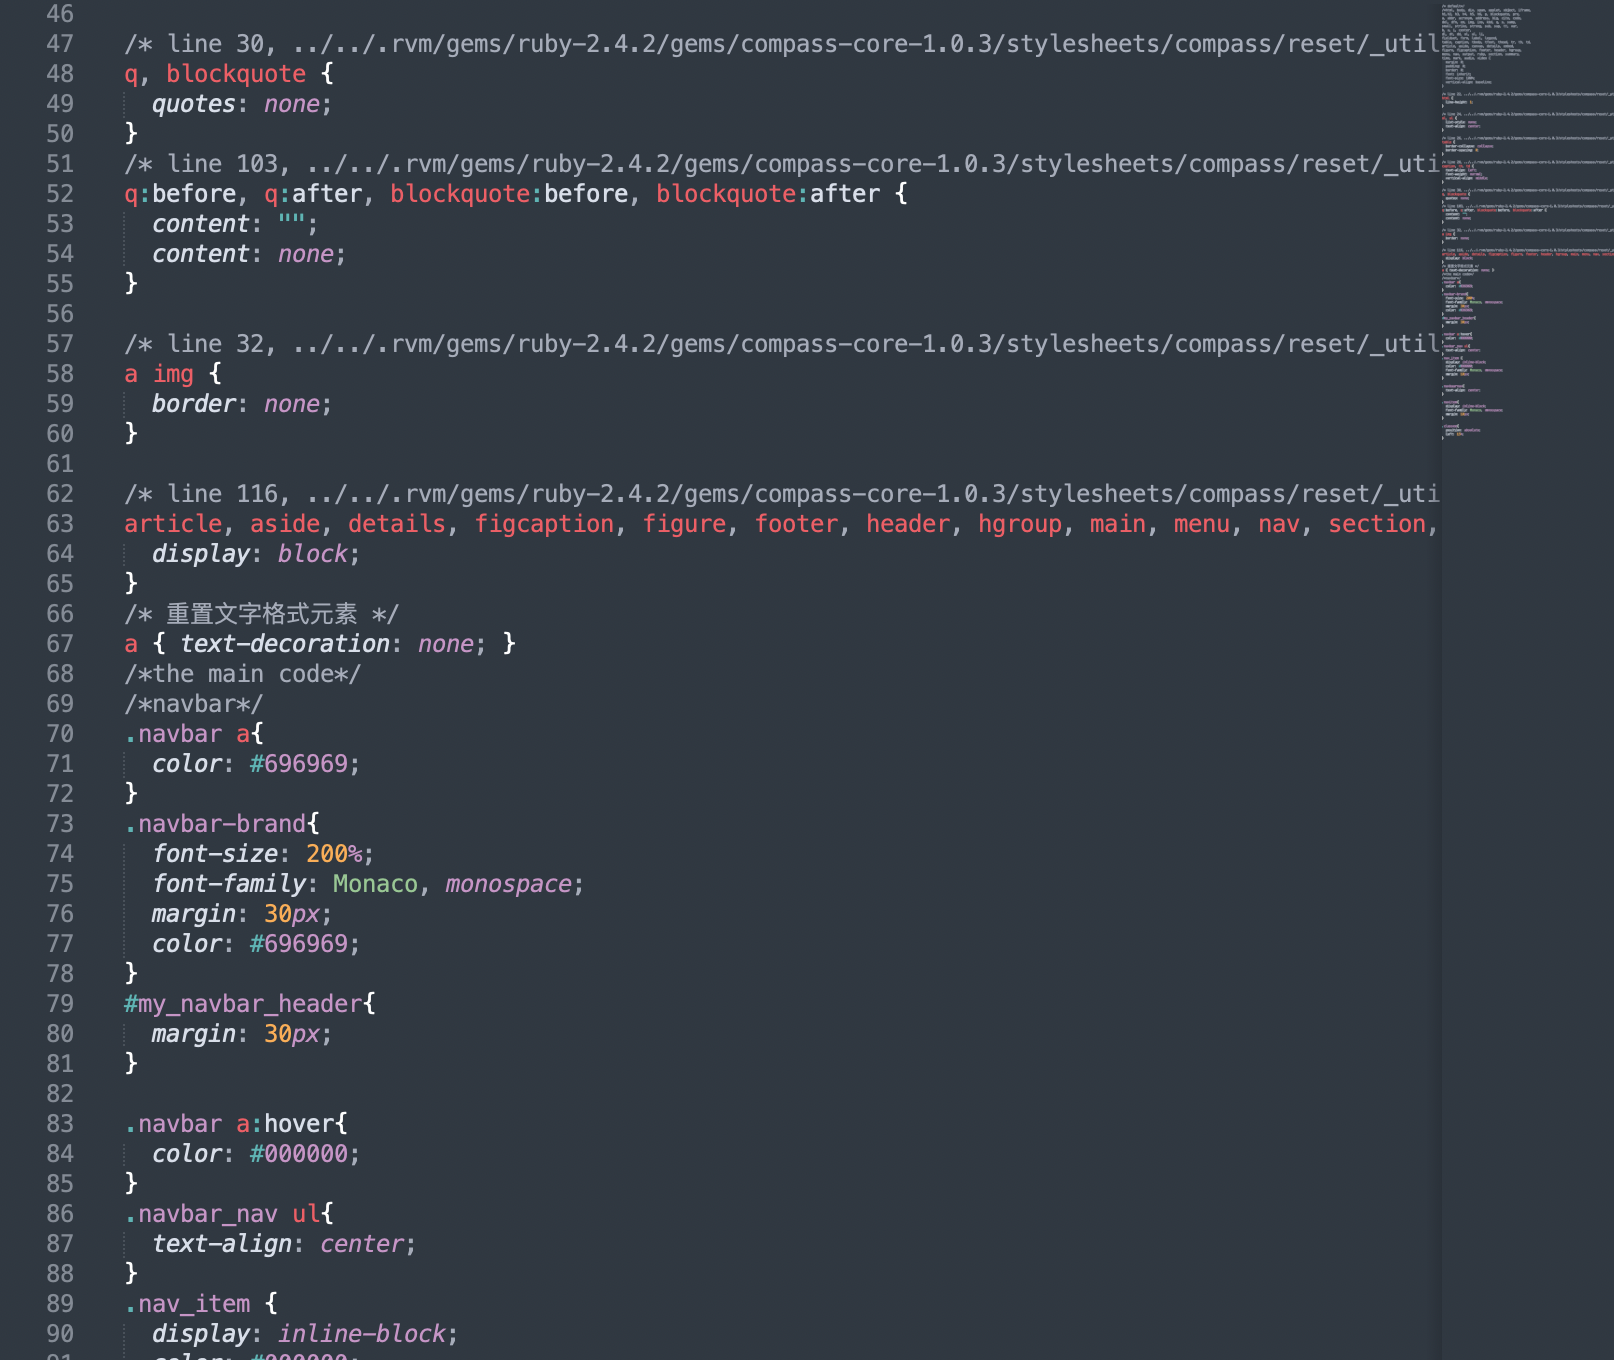 46
47 /* line 30, ../../.rvm/gems/ruby-2.4.2/gems/compass-core-1.0.3/stylesheets/compass/reset/_util
48 q, blockquote {
49   quotes: none;
50 }
51 /* line 103, ../../.rvm/gems/ruby-2.4.2/gems/compass-core-1.0.3/stylesheets/compass/reset/_uti
52 q:before, q:after, blockquote:before, blockquote:after {
53   content: "";
54   content: none;
55 }
56
57 /* line 32, ../../.rvm/gems/ruby-2.4.2/gems/compass-core-1.0.3/stylesheets/compass/reset/_util
58 a img {
59   border: none;
60 }
61
62 /* line 116, ../../.rvm/gems/ruby-2.4.2/gems/compass-core-1.0.3/stylesheets/compass/reset/_uti
63 article, aside, details, figcaption, figure, footer, header, hgroup, main, menu, nav, section,
64   display: block;
65 }
66 /* 重置文字格式元素 */
67 a { text-decoration: none; }
68 /*the main code*/
69 /*navbar*/
70 .navbar a{
71   color: #696969;
72 }
73 .navbar-brand{
74   font-size: 200%;
75   font-family: Monaco, monospace;
76   margin: 30px;
77   color: #696969;
78 }
79 #my_navbar_header{
80   margin: 30px;
81 }
82
83 .navbar a:hover{
84   color: #000000;
85 }
86 .navbar_nav ul{
87   text-align: center;
88 }
89 .nav_item {
90   display: inline-block;
91   color: #000000;